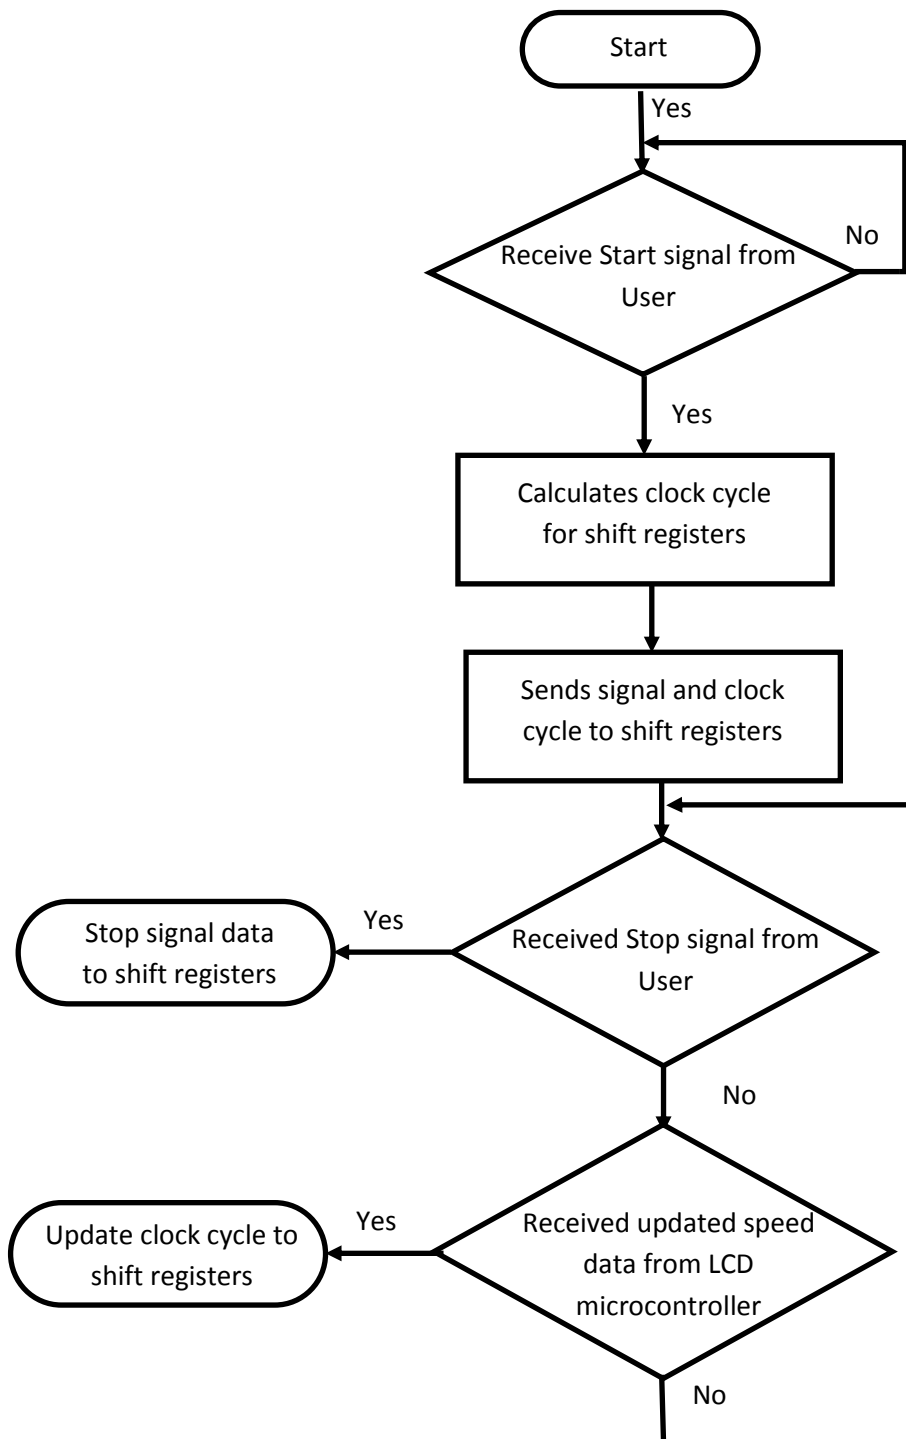 Start
Yes
No
Receive Start signal from
User
Yes
Calculates clock cycle
for shift registers
Sends signal and clock
cycle to shift registers
Yes
Stop signal data
to shift registers
Received Stop signal from
User
No
Yes
Update clock cycle to
shift registers
Received updated speed
data from LCD
microcontroller
No